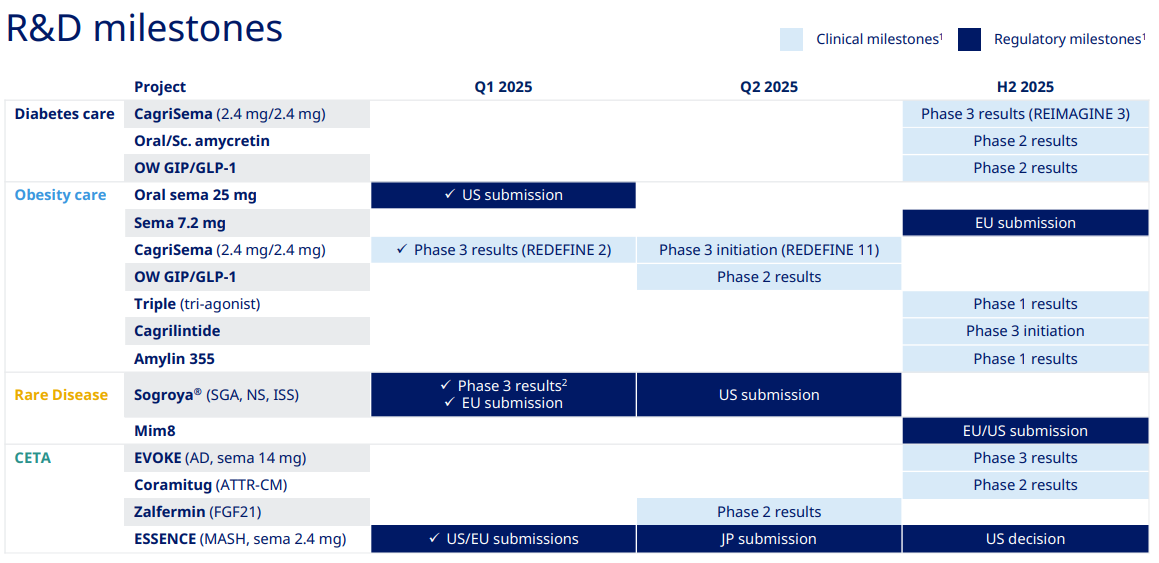 R&D milestones
Clinical milestones¹ Regulatory milestones¹
Project Q1 2025 Q2 2025 H2 2025
Diabetes care CagriSema (2.4 mg/2.4 mg) Phase 3 results (REIMAGINE 3)
Oral/Sc. amycretin Phase 2 results
OW GIP/GLP-1 Phase 2 results
Obesity care Oral sema 25 mg ✓ US submission
Sema 7.2 mg EU submission
CagriSema (2.4 mg/2.4 mg) ✓ Phase 3 results (REDEFINE 2) Phase 3 initiation (REDEFINE 11)
OW GIP/GLP-1 Phase 2 results
Triple (tri-agonist) Phase 1 results
Cagrilintide Phase 3 initiation
Amylin 355 Phase 1 results
Rare Disease Sogroya® (SGA, NS, ISS) ✓ Phase 3 results² US submission
✓ EU submission
Mim8 EU/US submission
CETA EVOKE (AD, sema 14 mg) Phase 3 results
Coramitug (ATTR-CM) Phase 2 results
Zalfermin (FGF21) Phase 2 results
ESSENCE (MASH, sema 2.4 mg) ✓ US/EU submissions JP submission US decision